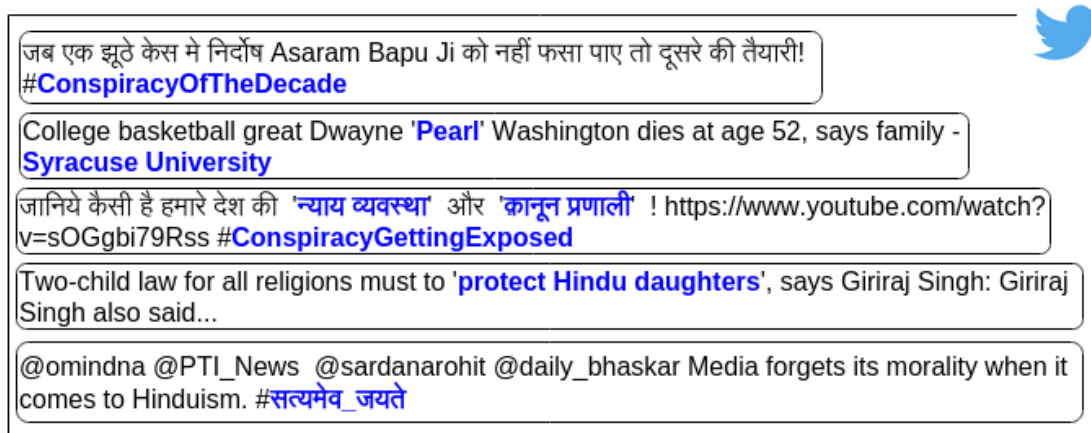 जब एक झूठे केस मे निर्दोष Asaram Bapu Ji को नहीं फसा पाए तो दूसरे की तैयारी!
#ConspiracyOfTheDecade
College basketball great Dwayne 'Pearl' Washington dies at age 52, says family -
Syracuse University
जानिये कैसी है हमारे देश की 'न्याय व्यवस्था' और 'क़ानून प्रणाली' ! https://www.youtube.com/watch?
v=sOGgbi79Rss #ConspiracyGettingExposed
Two-child law for all religions must to 'protect Hindu daughters', says Giriraj Singh: Giriraj
Singh also said...
@omindna @PTI_News @sardanarohit @daily_bhaskar Media forgets its morality when it
comes to Hinduism. #सत्यमेव_जयते